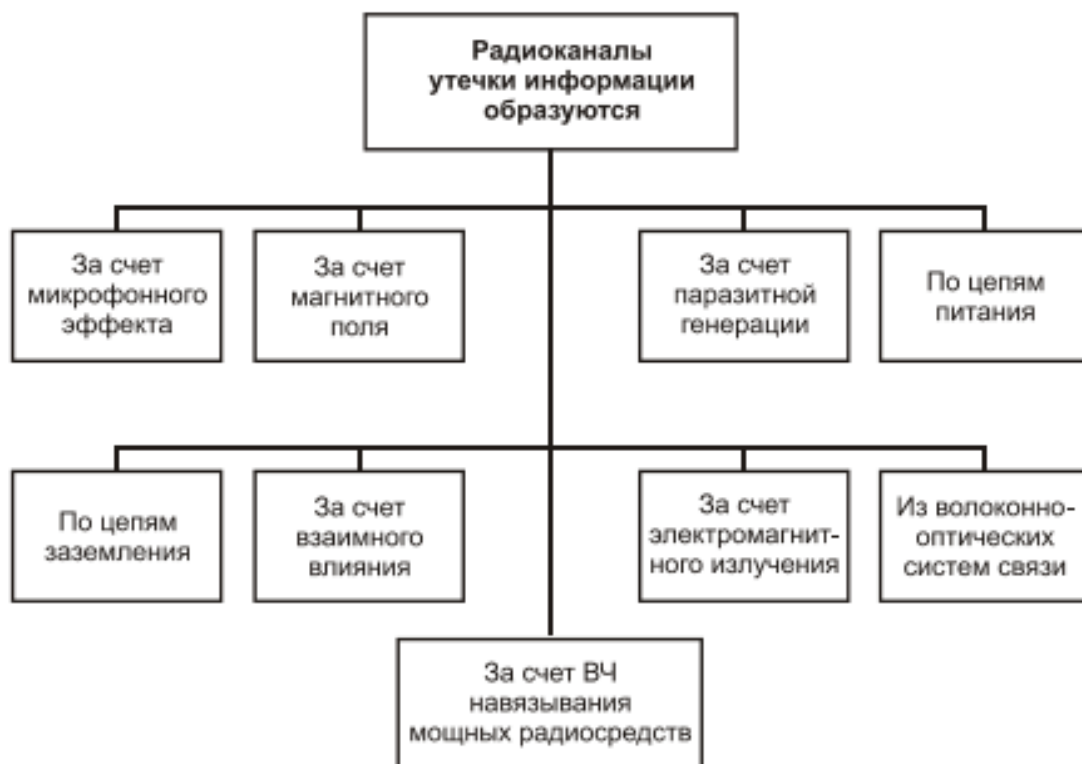 Радиоканалы
утечки информации
образуются
За счет
микрофонного
эффекта
За счет
магнитного
поля
За счет
паразитной
генерации
По цепям
питания
По цепям
заземления
За счет
взаимного
влияния
За счет
электромагнит-
ного излучения
Из волоконно-
оптических
систем связи
За счет ВЧ
навязывания
мощных радиосредств